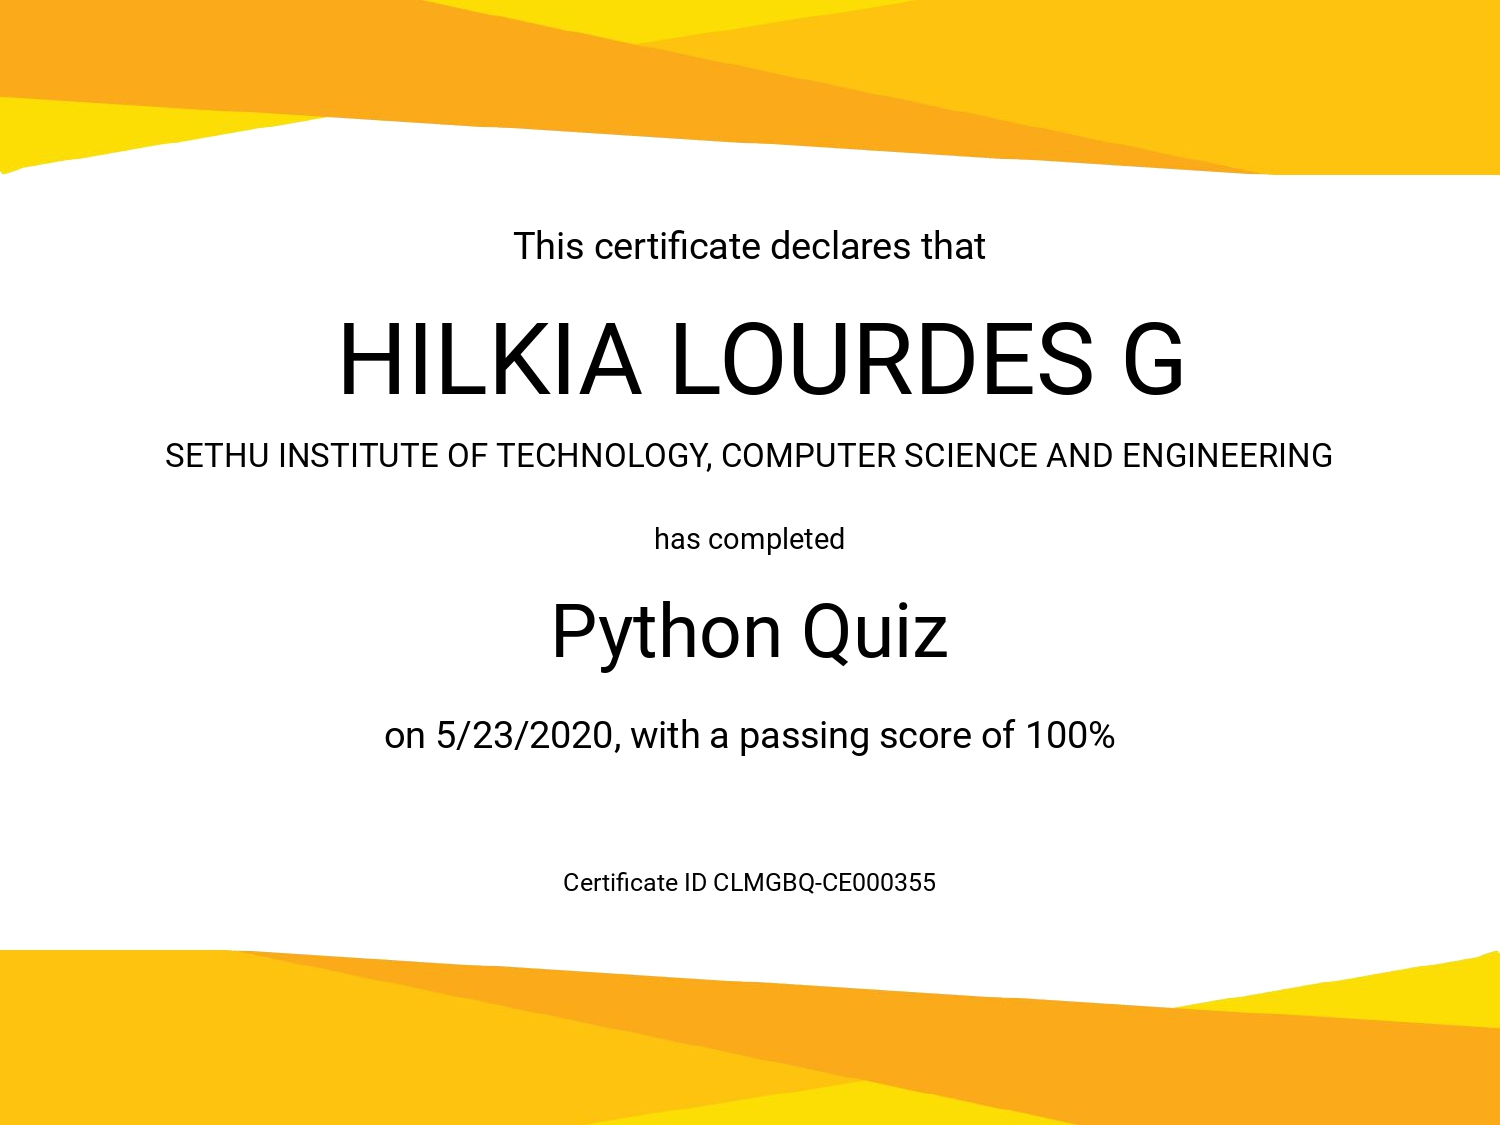 This certificate declares that
HILKIA LOURDES G
SETHU INSTITUTE OF TECHNOLOGY, COMPUTER SCIENCE AND ENGINEERING
has completed
Python Quiz
on 5/23/2020, with a passing score of 100%
Certificate ID CLMGBQ-CE000355